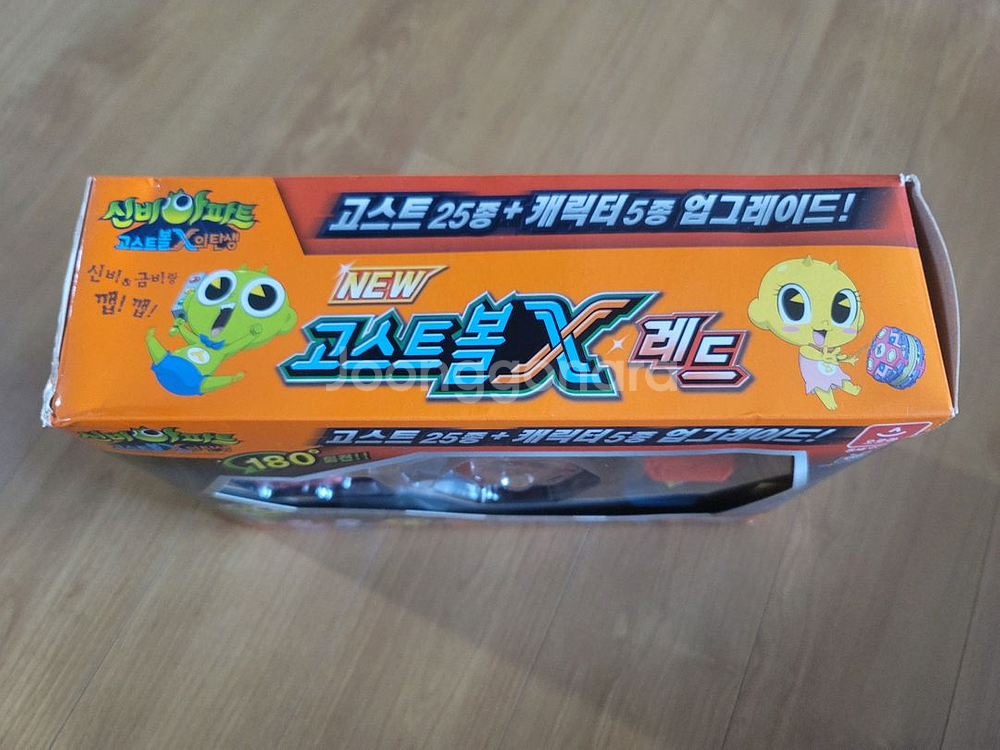 신비아파트
고스트볼X의탄생
고스트 25종 + 캐릭터 5종 업그레이드!
신비&금비랑
깹! 깹!
NEW
고스트볼X 레드
Joonggonara
신비아파트
고스트 25종 + 캐릭터 5종 업그레이드!
180°